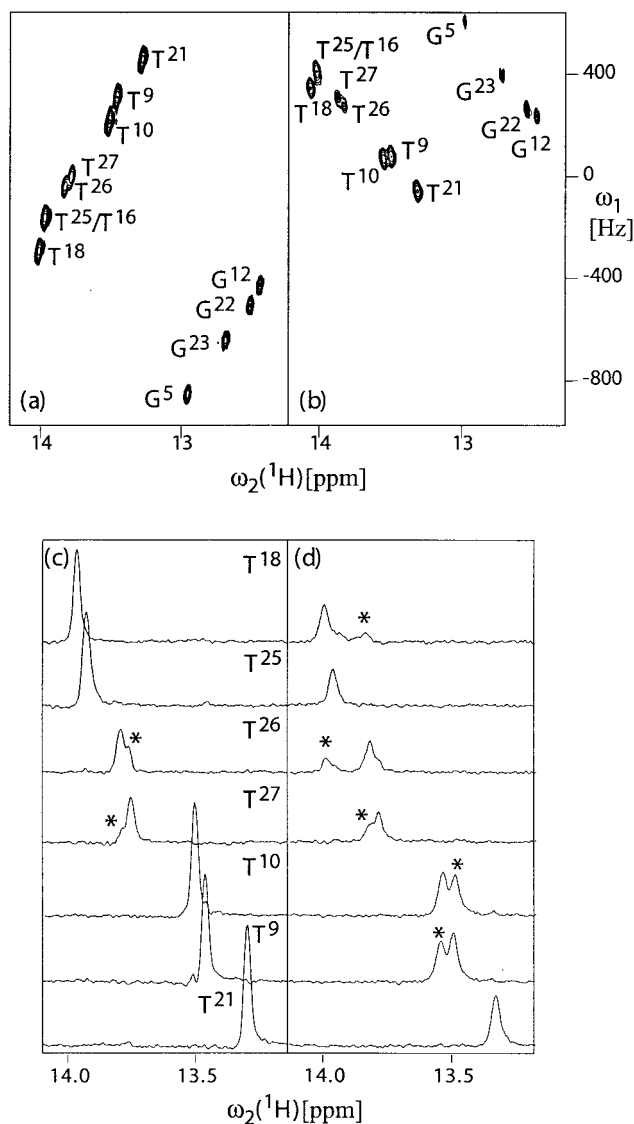 T²¹
T⁹
T¹⁰
T²⁷
T²⁶
T²⁵/T¹⁶
T¹⁸
G¹²
G²²
G²³
G⁵
(a)
14
13
T²⁵/T¹⁶
T²⁷
T¹⁸
T²⁶
T⁹
T¹⁰
T²¹
G⁵
G²³
G²²
G¹²
(b)
14
13
400
0
ω₁
[Hz]
-400
-800
ω₂(¹H)[ppm]
(c)
(d)
T¹⁸
*
T²⁵
T²⁶
*
*
T²⁷
*
*
T¹⁰
*
T⁹
*
T²¹
14.0
13.5
14.0
13.5
ω₂(¹H)[ppm]